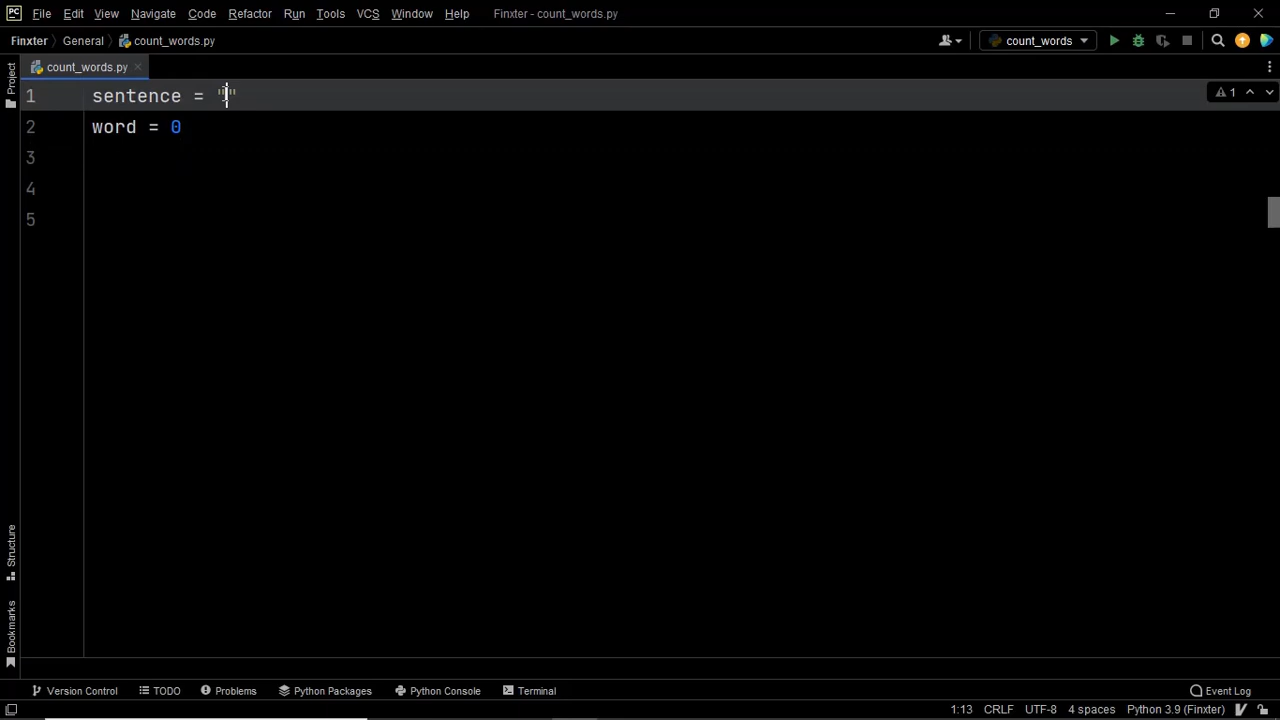 PC File Edit View Navigate Code Refactor Run Tools VCS Window Help Finxter - count_words.py
Finxter General count_words.py count_words
Project
count_words.py
1 sentence = "" 1
2 word = 0
3
4
5
Structure
Bookmarks
Version Control TODO Problems Python Packages Python Console Terminal Event Log
1:13 CRLF UTF-8 4 spaces Python 3.9 (Finxter)